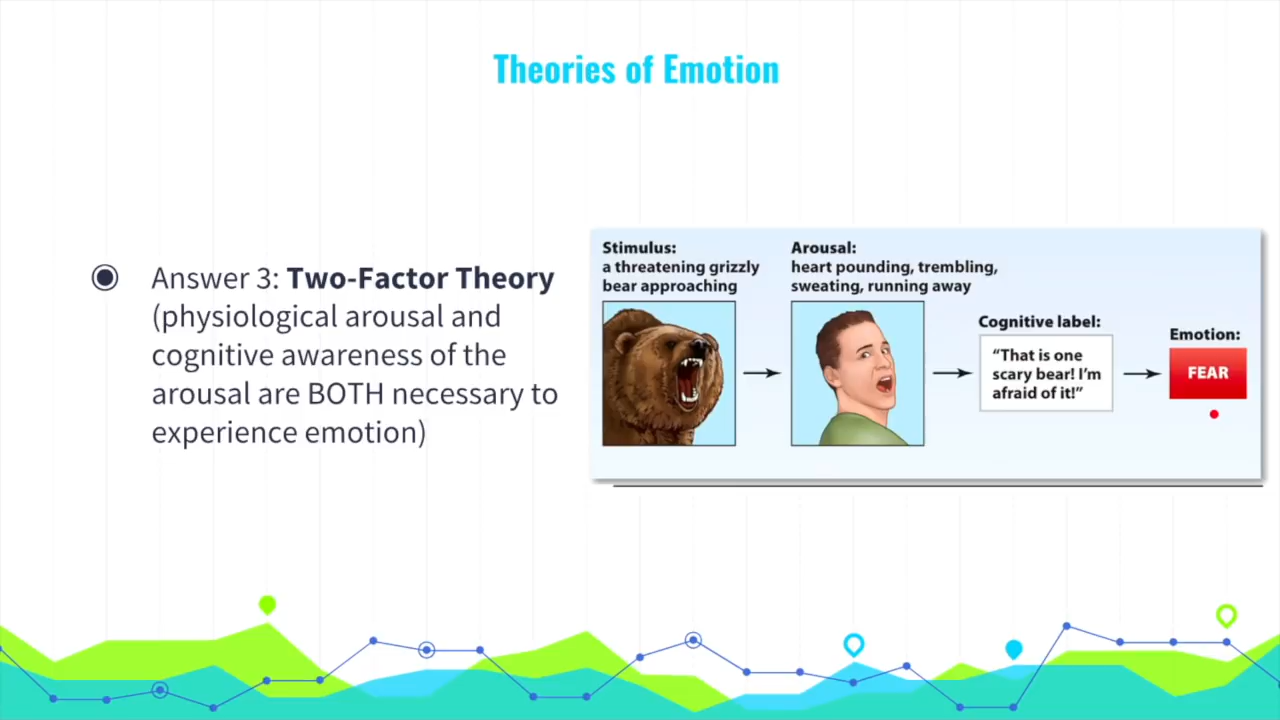 Theories of Emotion
Answer 3: Two-Factor Theory
(physiological arousal and
cognitive awareness of the
arousal are BOTH necessary to
experience emotion)
Stimulus:
a threatening grizzly
bear approaching
Arousal:
heart pounding, trembling,
sweating, running away
Cognitive label:
“That is one
scary bear! I’m
afraid of it!”
Emotion:
FEAR